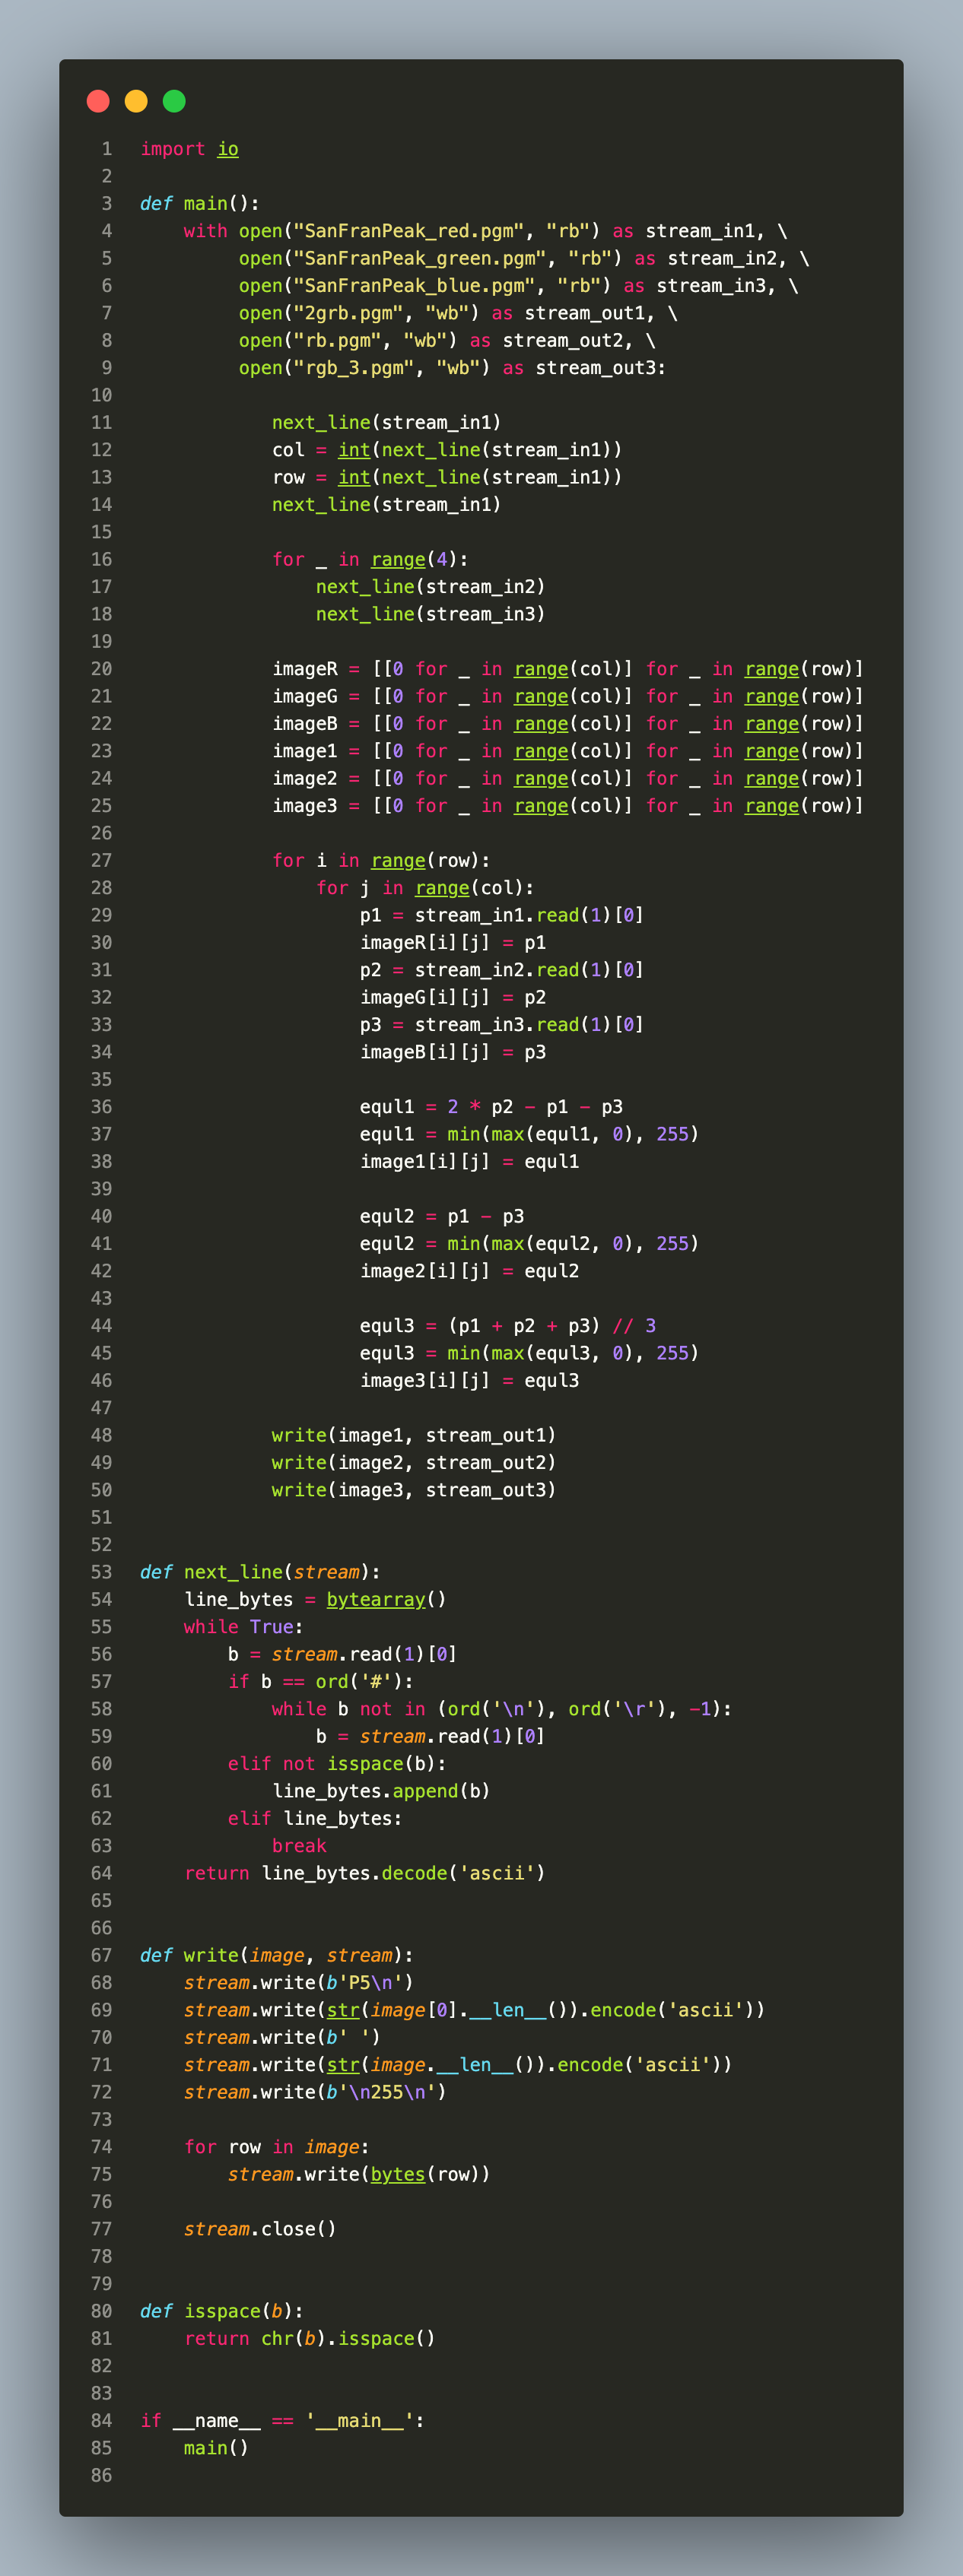 1 import io
2
3 def main():
4     with open("SanFranPeak_red.pgm", "rb") as stream_in1, \
5          open("SanFranPeak_green.pgm", "rb") as stream_in2, \
6          open("SanFranPeak_blue.pgm", "rb") as stream_in3, \
7          open("2grb.pgm", "wb") as stream_out1, \
8          open("rb.pgm", "wb") as stream_out2, \
9          open("rgb_3.pgm", "wb") as stream_out3:
10
11             next_line(stream_in1)
12             col = int(next_line(stream_in1))
13             row = int(next_line(stream_in1))
14             next_line(stream_in1)
15
16             for _ in range(4):
17                 next_line(stream_in2)
18                 next_line(stream_in3)
19
20             imageR = [[0 for _ in range(col)] for _ in range(row)]
21             imageG = [[0 for _ in range(col)] for _ in range(row)]
22             imageB = [[0 for _ in range(col)] for _ in range(row)]
23             image1 = [[0 for _ in range(col)] for _ in range(row)]
24             image2 = [[0 for _ in range(col)] for _ in range(row)]
25             image3 = [[0 for _ in range(col)] for _ in range(row)]
26
27             for i in range(row):
28                 for j in range(col):
29                     p1 = stream_in1.read(1)[0]
30                     imageR[i][j] = p1
31                     p2 = stream_in2.read(1)[0]
32                     imageG[i][j] = p2
33                     p3 = stream_in3.read(1)[0]
34                     imageB[i][j] = p3
35
36                     equl1 = 2 * p2 - p1 - p3
37                     equl1 = min(max(equl1, 0), 255)
38                     image1[i][j] = equl1
39
40                     equl2 = p1 - p3
41                     equl2 = min(max(equl2, 0), 255)
42                     image2[i][j] = equl2
43
44                     equl3 = (p1 + p2 + p3) // 3
45                     equl3 = min(max(equl3, 0), 255)
46                     image3[i][j] = equl3
47
48             write(image1, stream_out1)
49             write(image2, stream_out2)
50             write(image3, stream_out3)
51
52
53 def next_line(stream):
54     line_bytes = bytearray()
55     while True:
56         b = stream.read(1)[0]
57         if b == ord('#'):
58             while b not in (ord('\n'), ord('\r'), -1):
59                 b = stream.read(1)[0]
60         elif not isspace(b):
61             line_bytes.append(b)
62         elif line_bytes:
63             break
64     return line_bytes.decode('ascii')
65
66
67 def write(image, stream):
68     stream.write(b'P5\n')
69     stream.write(str(image[0].__len__()).encode('ascii'))
70     stream.write(b' ')
71     stream.write(str(image.__len__()).encode('ascii'))
72     stream.write(b'\n255\n')
73
74     for row in image:
75         stream.write(bytes(row))
76
77     stream.close()
78
79
80 def isspace(b):
81     return chr(b).isspace()
82
83
84 if __name__ == '__main__':
85     main()
86